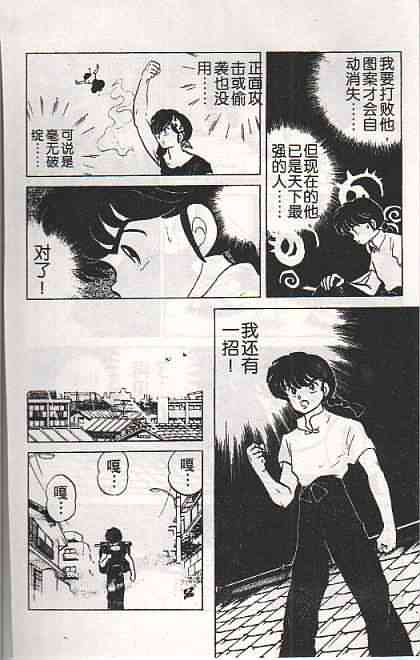 我要打败他
图案才会自
动消失……
但现在的他
已是天下最
强的人……
正面攻
击或偷
袭也没
用……
可说是
毫无破
绽……
对了！
我还有
一招！
嘎…
嘎…
嘎…